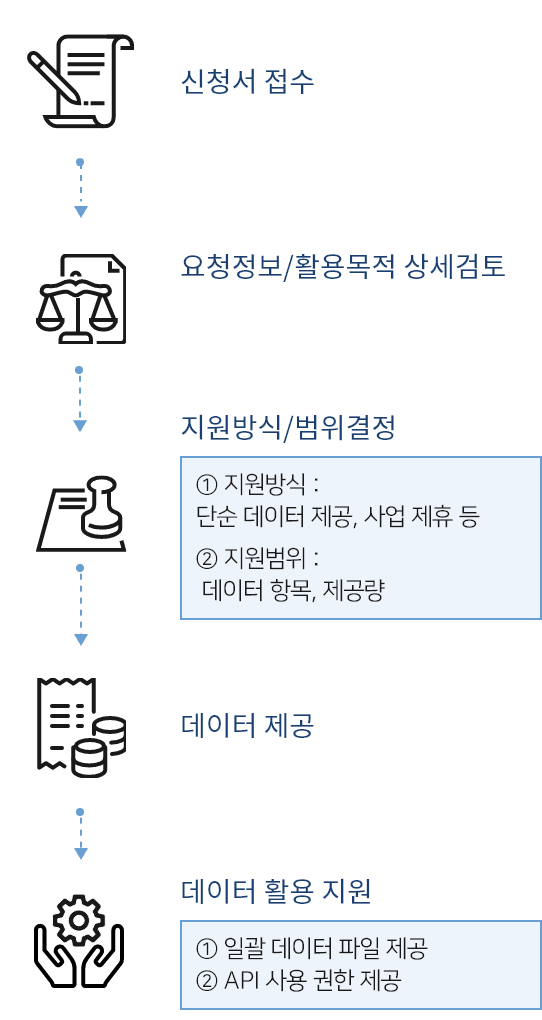 신청서 접수
요청정보/활용목적 상세검토
지원방식/범위결정
① 지원방식 :
단순 데이터 제공, 사업 제휴 등
② 지원범위 :
데이터 항목, 제공량
데이터 제공
데이터 활용 지원
① 일괄 데이터 파일 제공
② API 사용 권한 제공